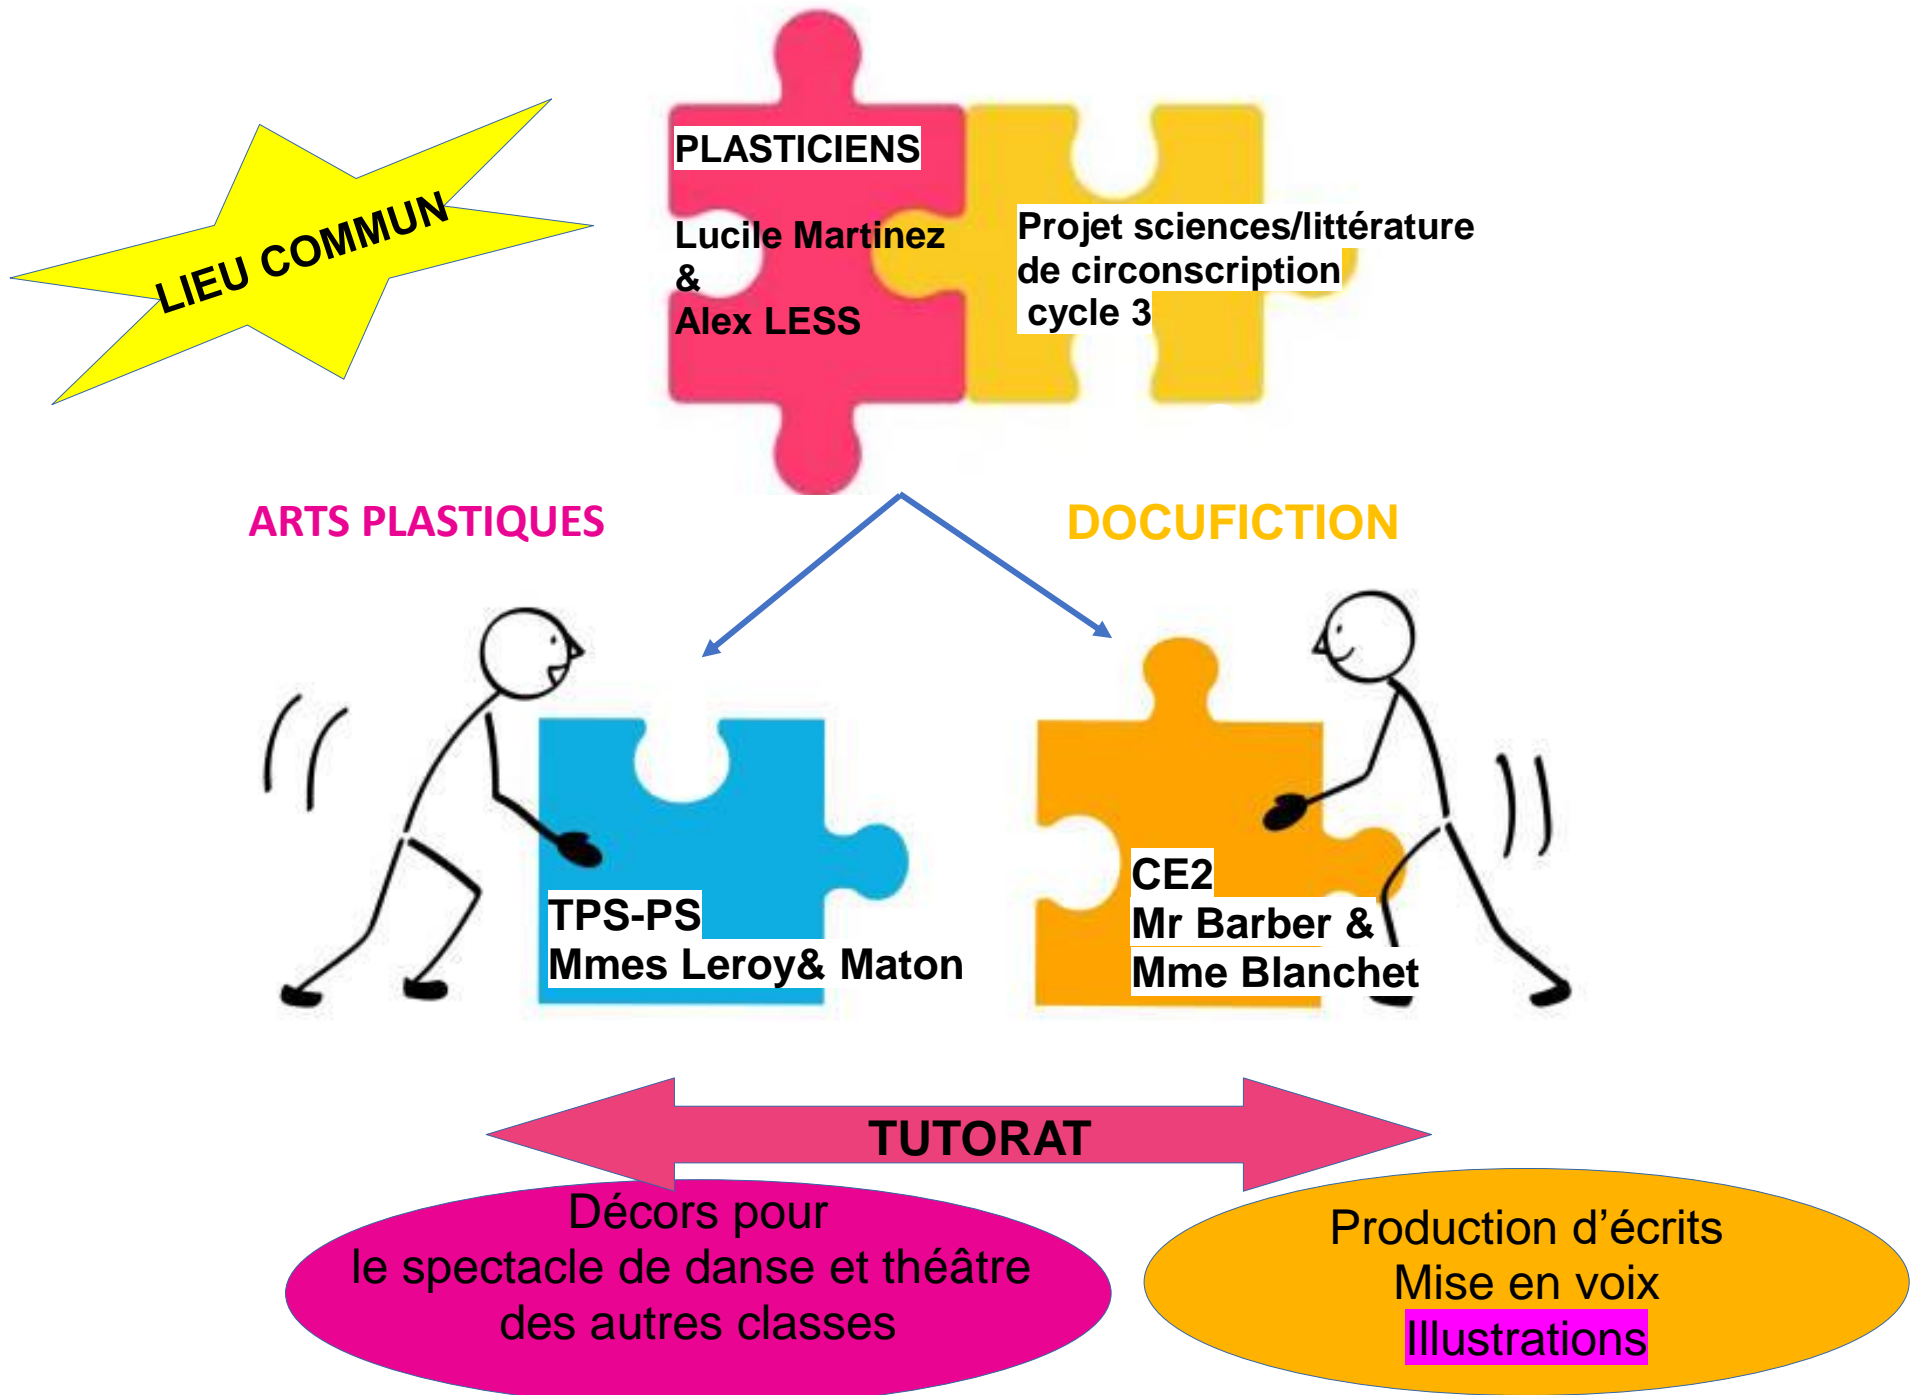 LIEU COMMUN
PLASTICIENS
Lucile Martinez
&
Alex LESS
Projet sciences/littérature
de circonscription
cycle 3
ARTS PLASTIQUES
DOCUFICTION
TPS-PS
Mmes Leroy& Maton
CE2
Mr Barber &
Mme Blanchet
TUTORAT
Décors pour
le spectacle de danse et théâtre
des autres classes
Production d’écrits
Mise en voix
Illustrations